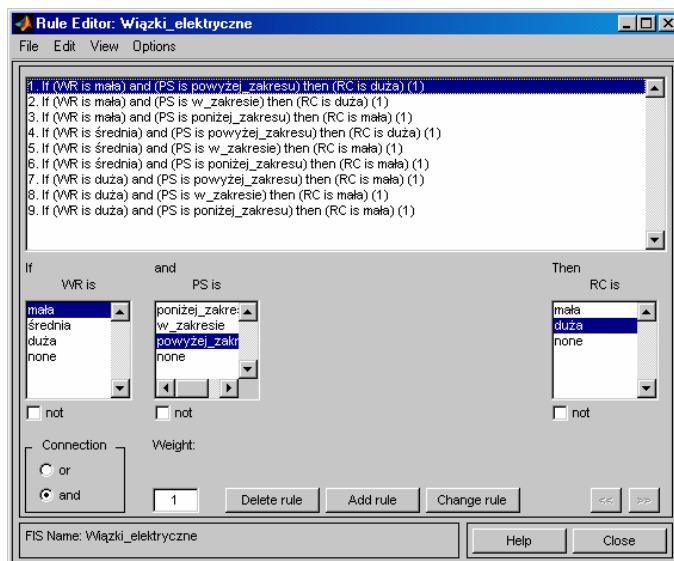 Rule Editor: Wiązki_elektryczne
File Edit View Options
1. If (WR is mała) and (PS is powyżej_zakresu) then (RC is duża) (1)
2. If (WR is mała) and (PS is w_zakresie) then (RC is duża) (1)
3. If (WR is mała) and (PS is poniżej_zakresu) then (RC is mała) (1)
4. If (WR is średnia) and (PS is powyżej_zakresu) then (RC is duża) (1)
5. If (WR is średnia) and (PS is w_zakresie) then (RC is mała) (1)
6. If (WR is średnia) and (PS is poniżej_zakresu) then (RC is mała) (1)
7. If (WR is duża) and (PS is powyżej_zakresu) then (RC is mała) (1)
8. If (WR is duża) and (PS is w_zakresie) then (RC is mała) (1)
9. If (WR is duża) and (PS is poniżej_zakresu) then (RC is mała) (1)
If and Then
WR is PS is RC is
mała
średnia
duża
none
poniżej_zakre:
w_zakresie
powyżej_zakr
none
mała
duża
none
not not not
Connection Weight:
or
and 1 Delete rule Add rule Change rule << >>
FIS Name: Wiązki_elektryczne Help Close